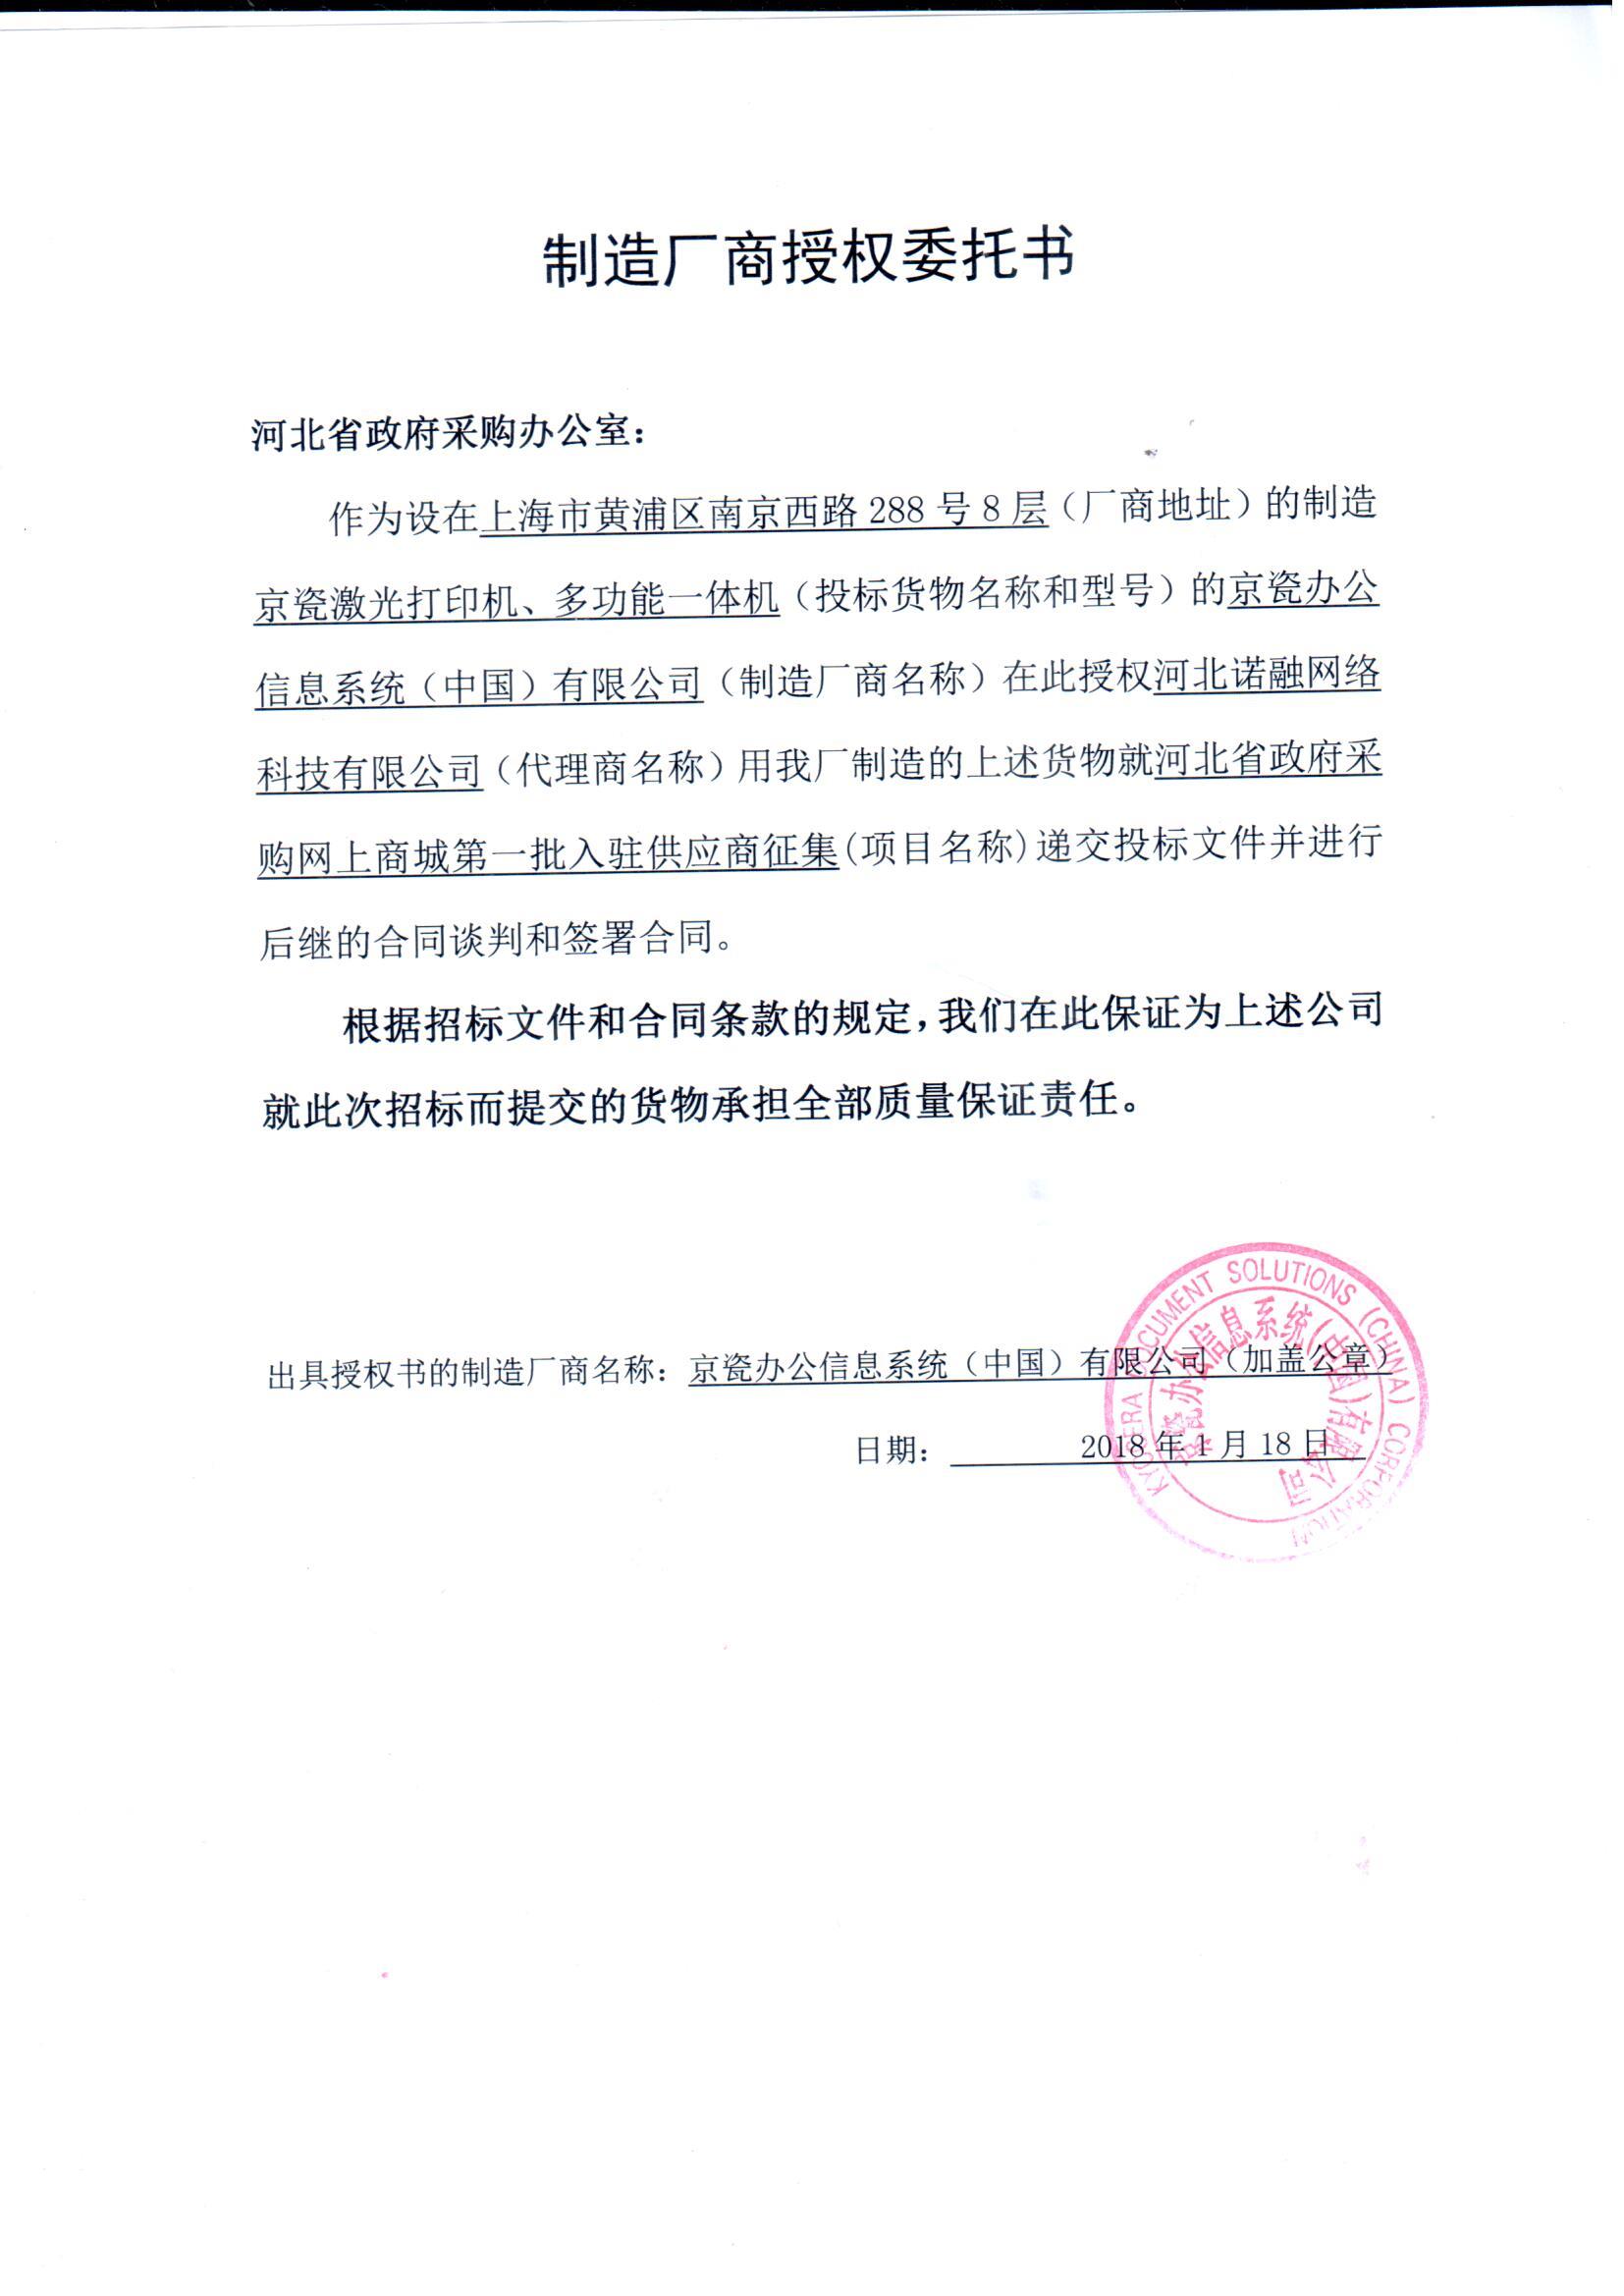 制造厂商授权委托书
河北省政府采购办公室：
作为设在上海市黄浦区南京西路 288 号 8 层（厂商地址）的制造
京瓷激光打印机、多功能一体机（投标货物名称和型号）的京瓷办公
信息系统（中国）有限公司（制造厂商名称）在此授权河北诺融网络
科技有限公司（代理商名称）用我厂制造的上述货物就河北省政府采
购网上商城第一批入驻供应商征集(项目名称)递交投标文件并进行
后继的合同谈判和签署合同。
根据招标文件和合同条款的规定，我们在此保证为上述公司
就此次招标而提交的货物承担全部质量保证责任。
出具授权书的制造厂商名称：京瓷办公信息系统（中国）有限公司（加盖公章）
日期： 2018 年 1 月 18 日
KYOCERA DOCUMENT SOLUTIONS (CHINA) CORPORATION
京瓷办公信息系统(中国)有限公司